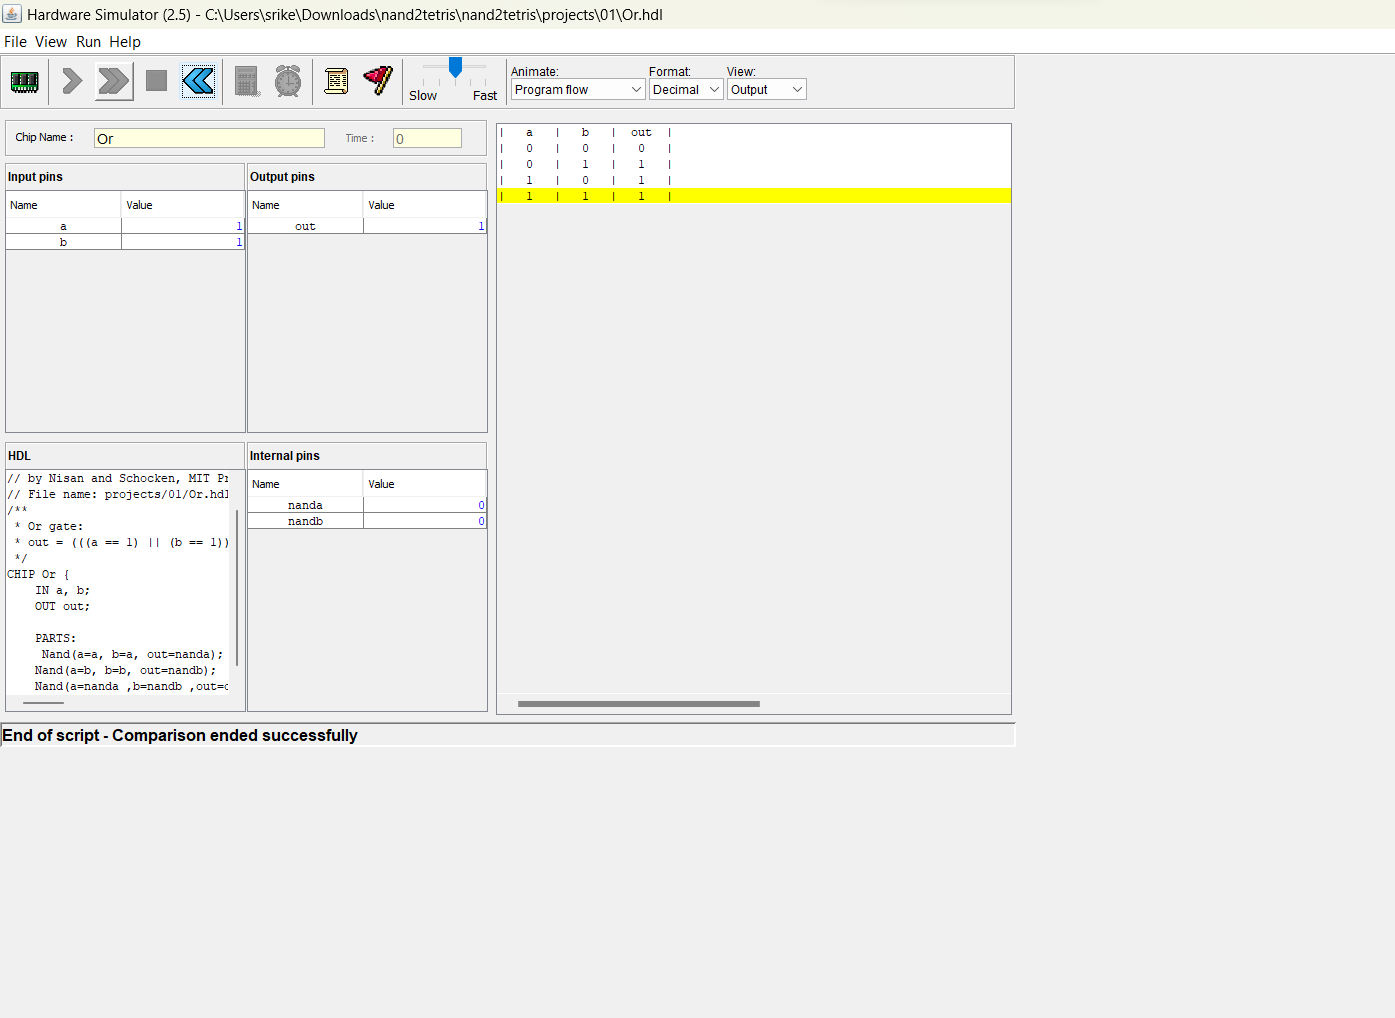 Hardware Simulator (2.5) - C:\Users\srike\Downloads\nand2tetris\nand2tetris\projects\01\Or.hdl
File View Run Help
Slow Fast
Animate: Format: View:
Program flow Decimal Output
Chip Name : Or Time : 0
Input pins
Name Value
a 1
b 1
Output pins
Name Value
out 1
HDL
// by Nisan and Schocken, MIT Pr
// File name: projects/01/Or.hdl
/**
* Or gate:
* out = (((a == 1) || (b == 1))
*/
CHIP Or {
IN a, b;
OUT out;
PARTS:
Nand(a=a, b=a, out=nanda);
Nand(a=b, b=b, out=nandb);
Nand(a=nanda ,b=nandb ,out=o
Internal pins
Name Value
nanda 0
nandb 0
| a | b | out |
| 0 | 0 | 0 |
| 0 | 1 | 1 |
| 1 | 0 | 1 |
| 1 | 1 | 1 |
End of script - Comparison ended successfully